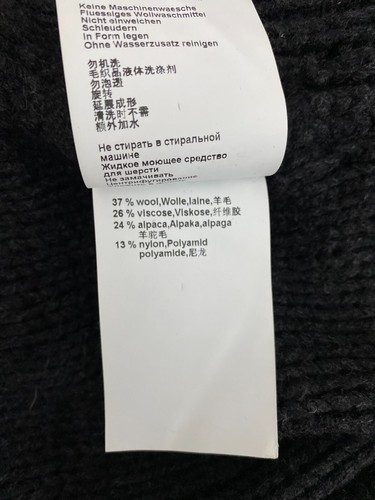 Keine Maschinenwaesche
Fluessiges Wollwaschmittel
Nicht einweichen
Schleudern
In Form legen
Ohne Wasserzusatz reinigen
勿机洗
毛织品液体洗涤剂
勿泡透
旋转
延展成形
清洗时不需
额外加水
Не стирать в стиральной
машине
Жидкое моющее средство
для шерсти
Не замачивать
Центрифугирование
37 % wool,Wolle,laine,羊毛
26 % viscose,Viskose,纤维胶
24 % alpaca,Alpaka,alpaga
羊驼毛
13 % nylon,Polyamid
polyamide,尼龙